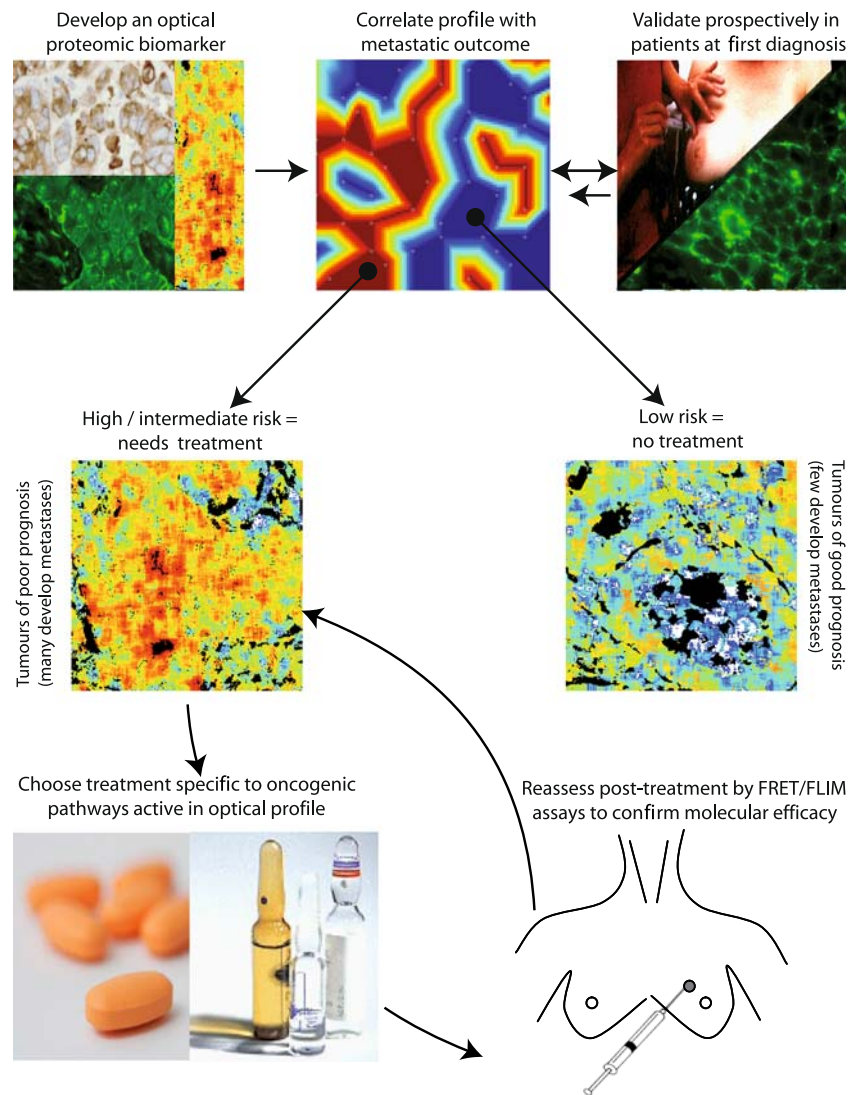 Develop an optical
proteomic biomarker
Correlate profile with
metastatic outcome
Validate prospectively in
patients at first diagnosis
High / intermediate risk =
needs treatment
Low risk =
no treatment
Tumours of poor prognosis
(many develop metastases)
Tumours of good prognosis
(few develop metastases)
Choose treatment specific to oncogenic
pathways active in optical profile
Reassess post-treatment by FRET/FLIM
assays to confirm molecular efficacy